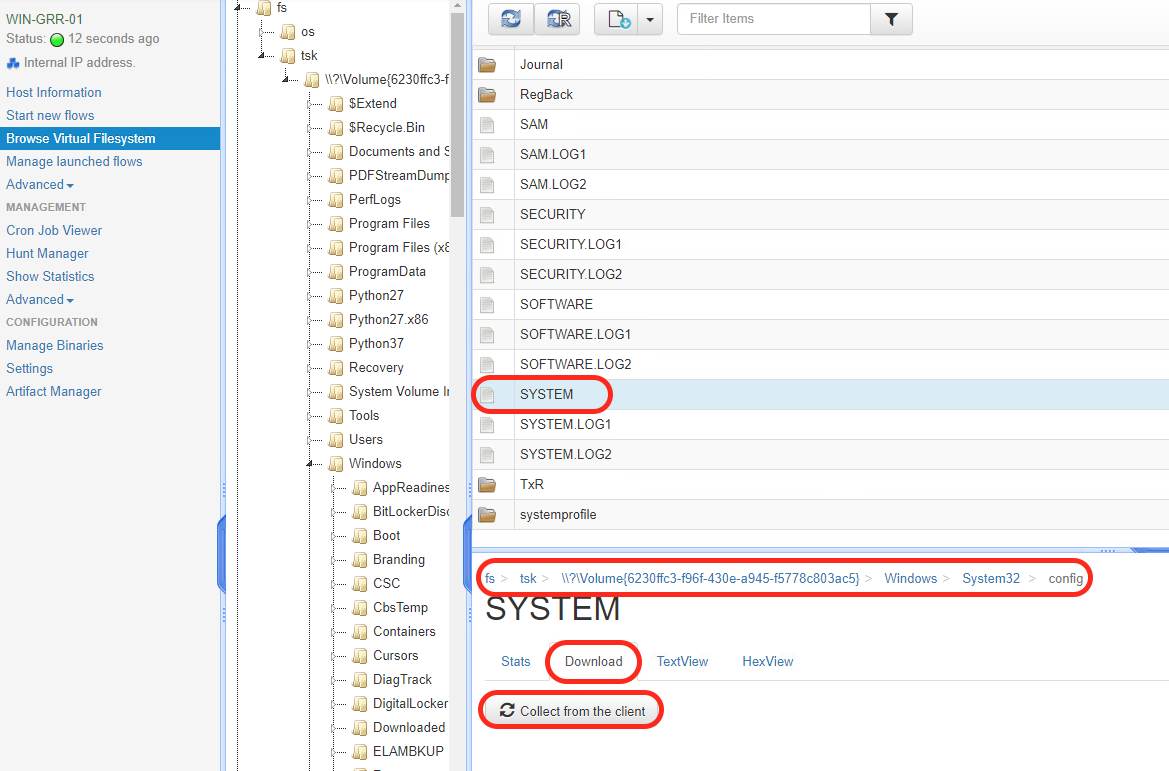 WIN-GRR-01
Status: 12 seconds ago
Internal IP address.
Host Information
Start new flows
Browse Virtual Filesystem
Manage launched flows
Advanced
MANAGEMENT
Cron Job Viewer
Hunt Manager
Show Statistics
Advanced
CONFIGURATION
Manage Binaries
Settings
Artifact Manager
fs
os
tsk
\\?\Volume{6230ffc3-f
$Extend
$Recycle.Bin
Documents and S
PDFStreamDump
PerfLogs
Program Files
Program Files (x8
ProgramData
Python27
Python27.x86
Python37
Recovery
System Volume In
Tools
Users
Windows
AppReadines
BitLockerDisc
Boot
Branding
CSC
CbsTemp
Containers
Cursors
DiagTrack
DigitalLocker
Downloaded
ELAMBKUP
R
Filter Items
Journal
RegBack
SAM
SAM.LOG1
SAM.LOG2
SECURITY
SECURITY.LOG1
SECURITY.LOG2
SOFTWARE
SOFTWARE.LOG1
SOFTWARE.LOG2
SYSTEM
SYSTEM.LOG1
SYSTEM.LOG2
TxR
systemprofile
fs > tsk > \\?\Volume{6230ffc3-f96f-430e-a945-f5778c803ac5} > Windows > System32 > config
SYSTEM
Stats Download TextView HexView
Collect from the client